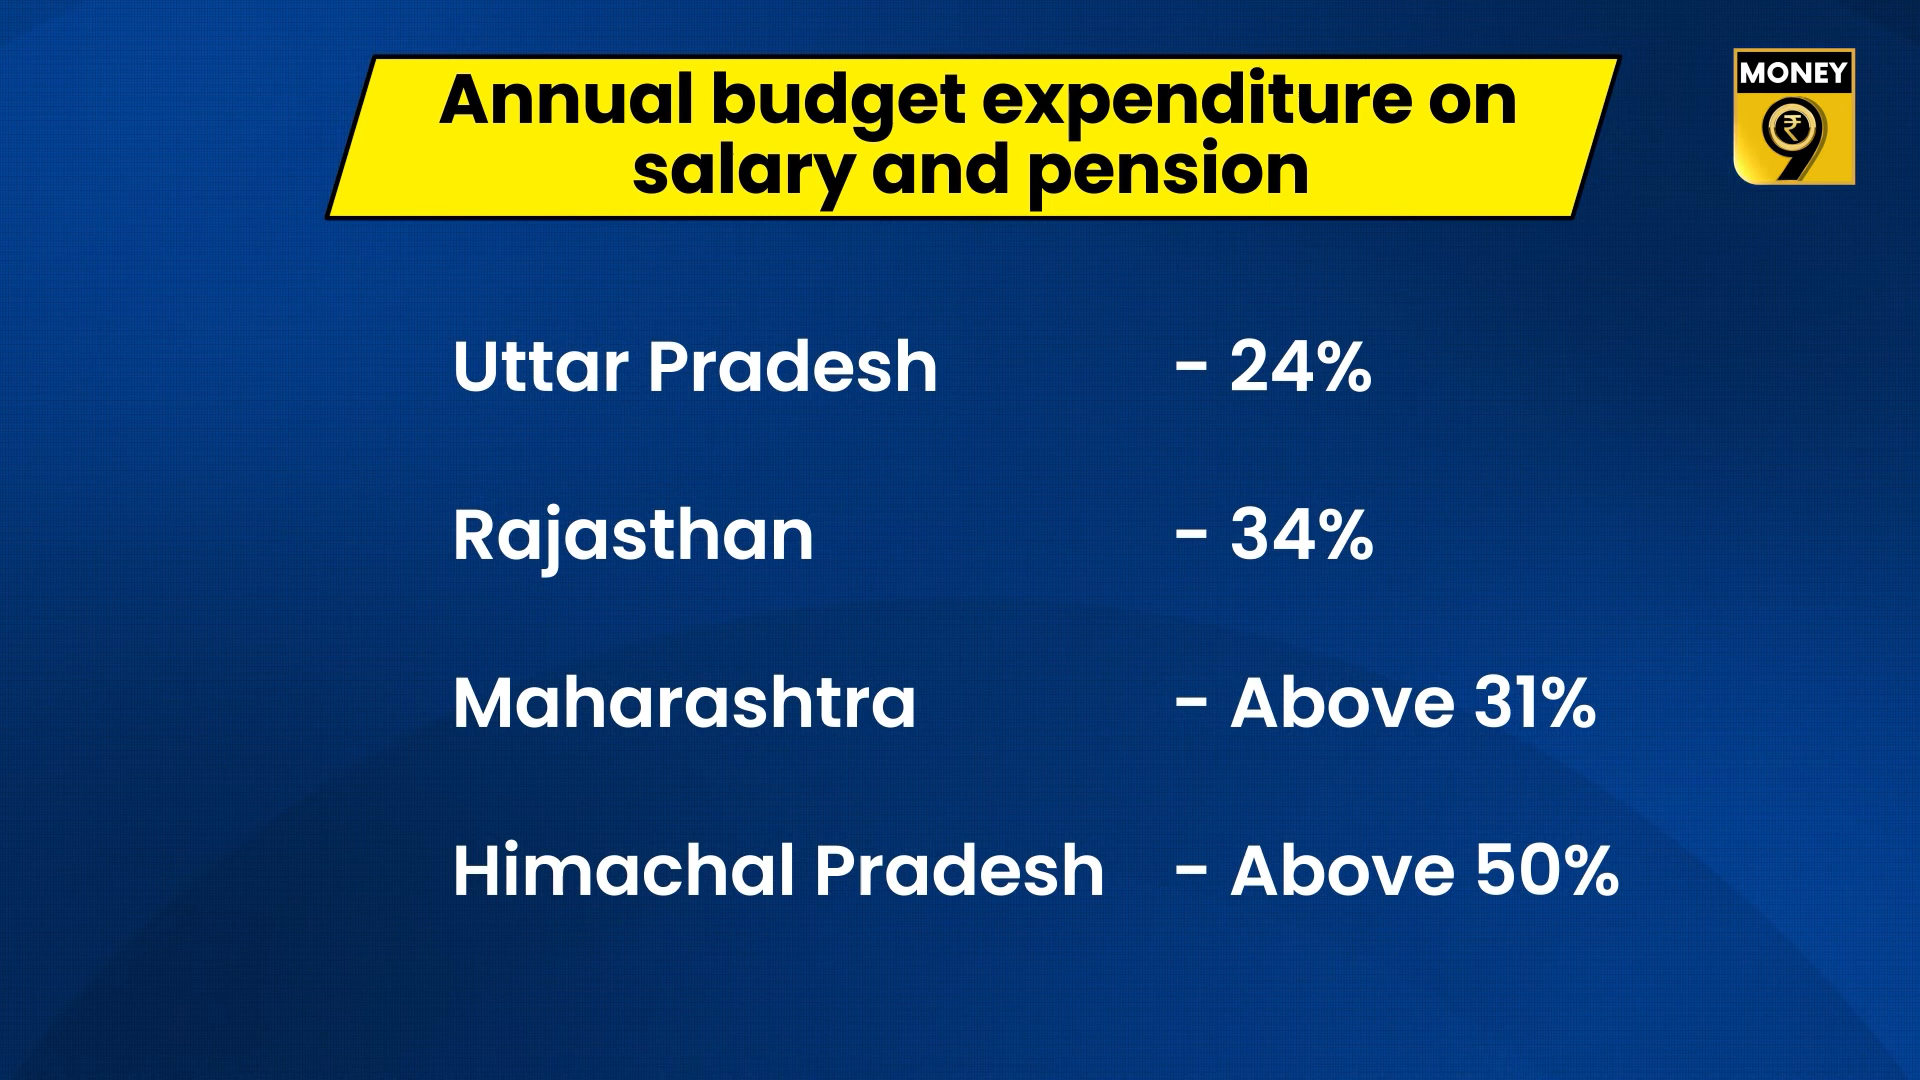 Annual budget expenditure on
salary and pension
MONEY
₹
9
Uttar Pradesh - 24%
Rajasthan - 34%
Maharashtra - Above 31%
Himachal Pradesh - Above 50%